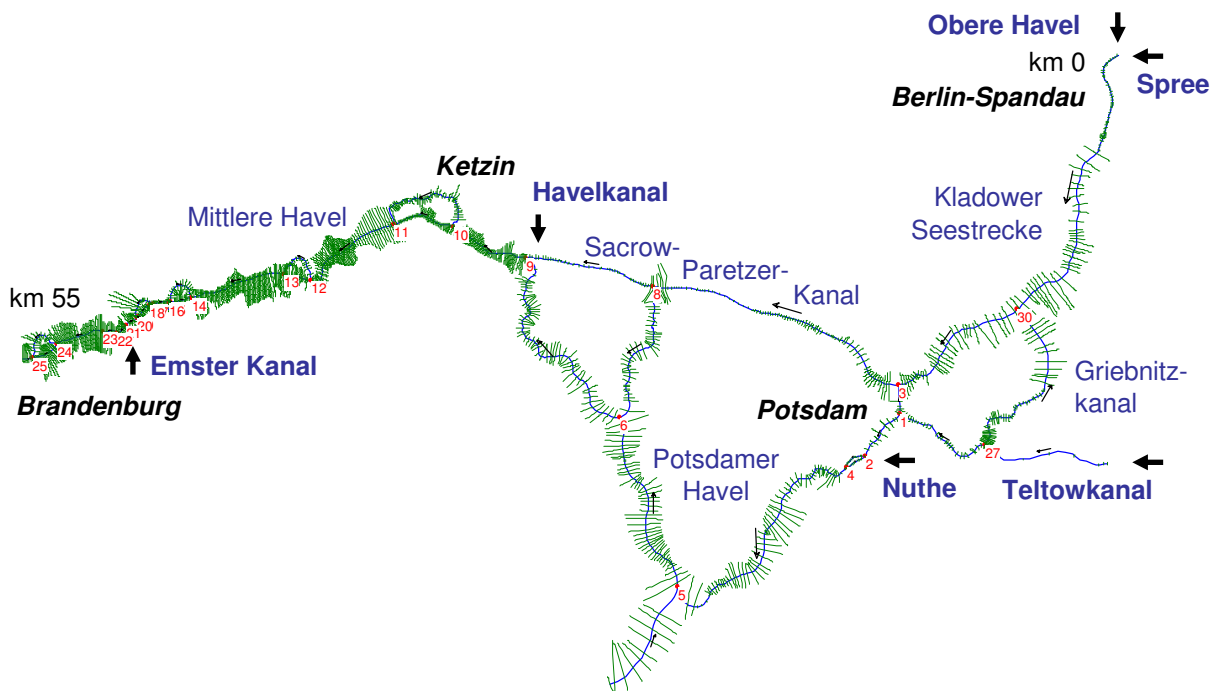 Obere Havel
km 0
Spree
Berlin-Spandau
Ketzin
Havelkanal
Kladower
Seestrecke
Mittlere Havel
Sacrow-
Paretzer-
Kanal
11
10
9
8
13
12
km 55
14
16
18
20
21
22
23
24
25
30
Emster Kanal
Brandenburg
Griebnitz-
kanal
3
Potsdam
1
6
27
2
4
Potsdamer
Havel
Nuthe
Teltowkanal
5